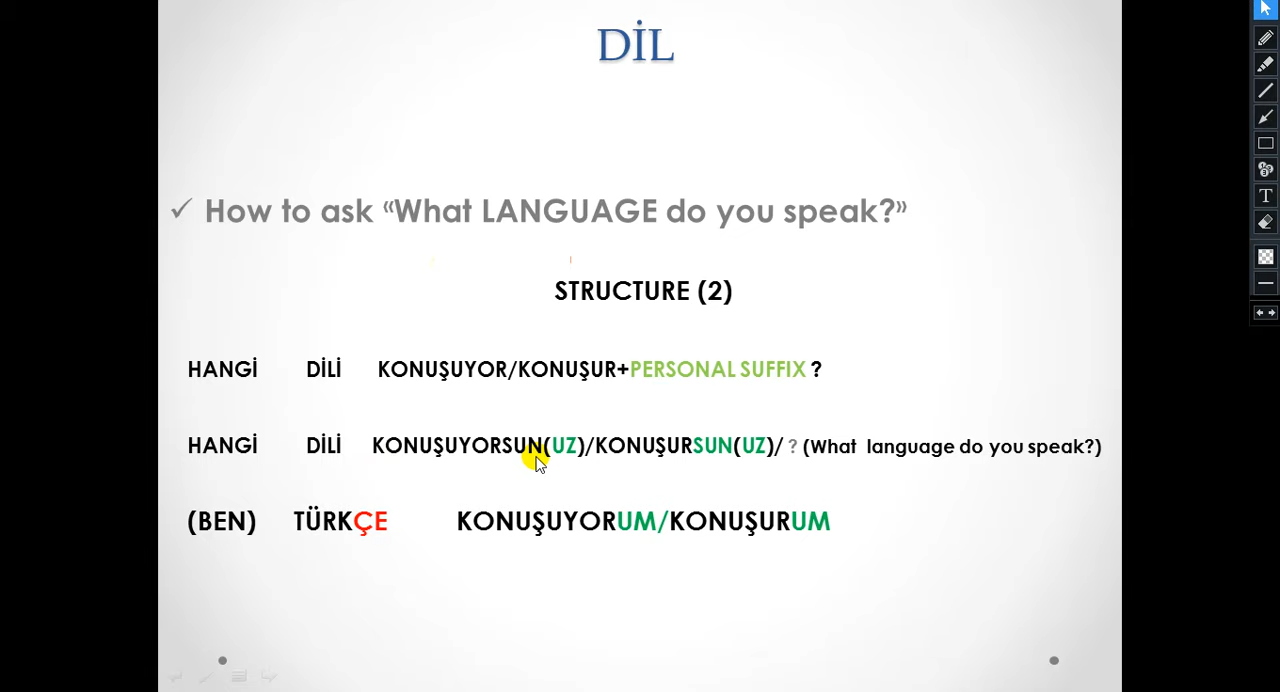 DİL
✓ How to ask «What LANGUAGE do you speak?»
STRUCTURE (2)
HANGİ DİLİ KONUŞUYOR/KONUŞUR+PERSONAL SUFFIX ?
HANGİ DİLİ KONUŞUYORSUN(UZ)/KONUŞURSUN(UZ)/ ? (What language do you speak?)
(BEN) TÜRKÇE KONUŞUYORUM/KONUŞURUM